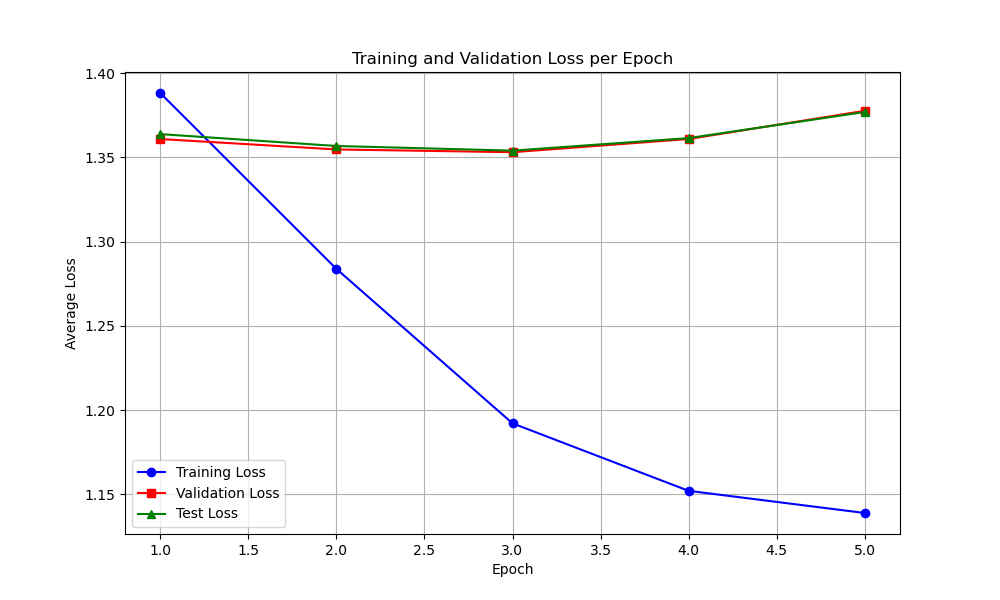 Training and Validation Loss per Epoch
Average Loss
1.40
1.35
1.30
1.25
1.20
1.15
Training Loss
Validation Loss
Test Loss
1.0 1.5 2.0 2.5 3.0 3.5 4.0 4.5 5.0
Epoch